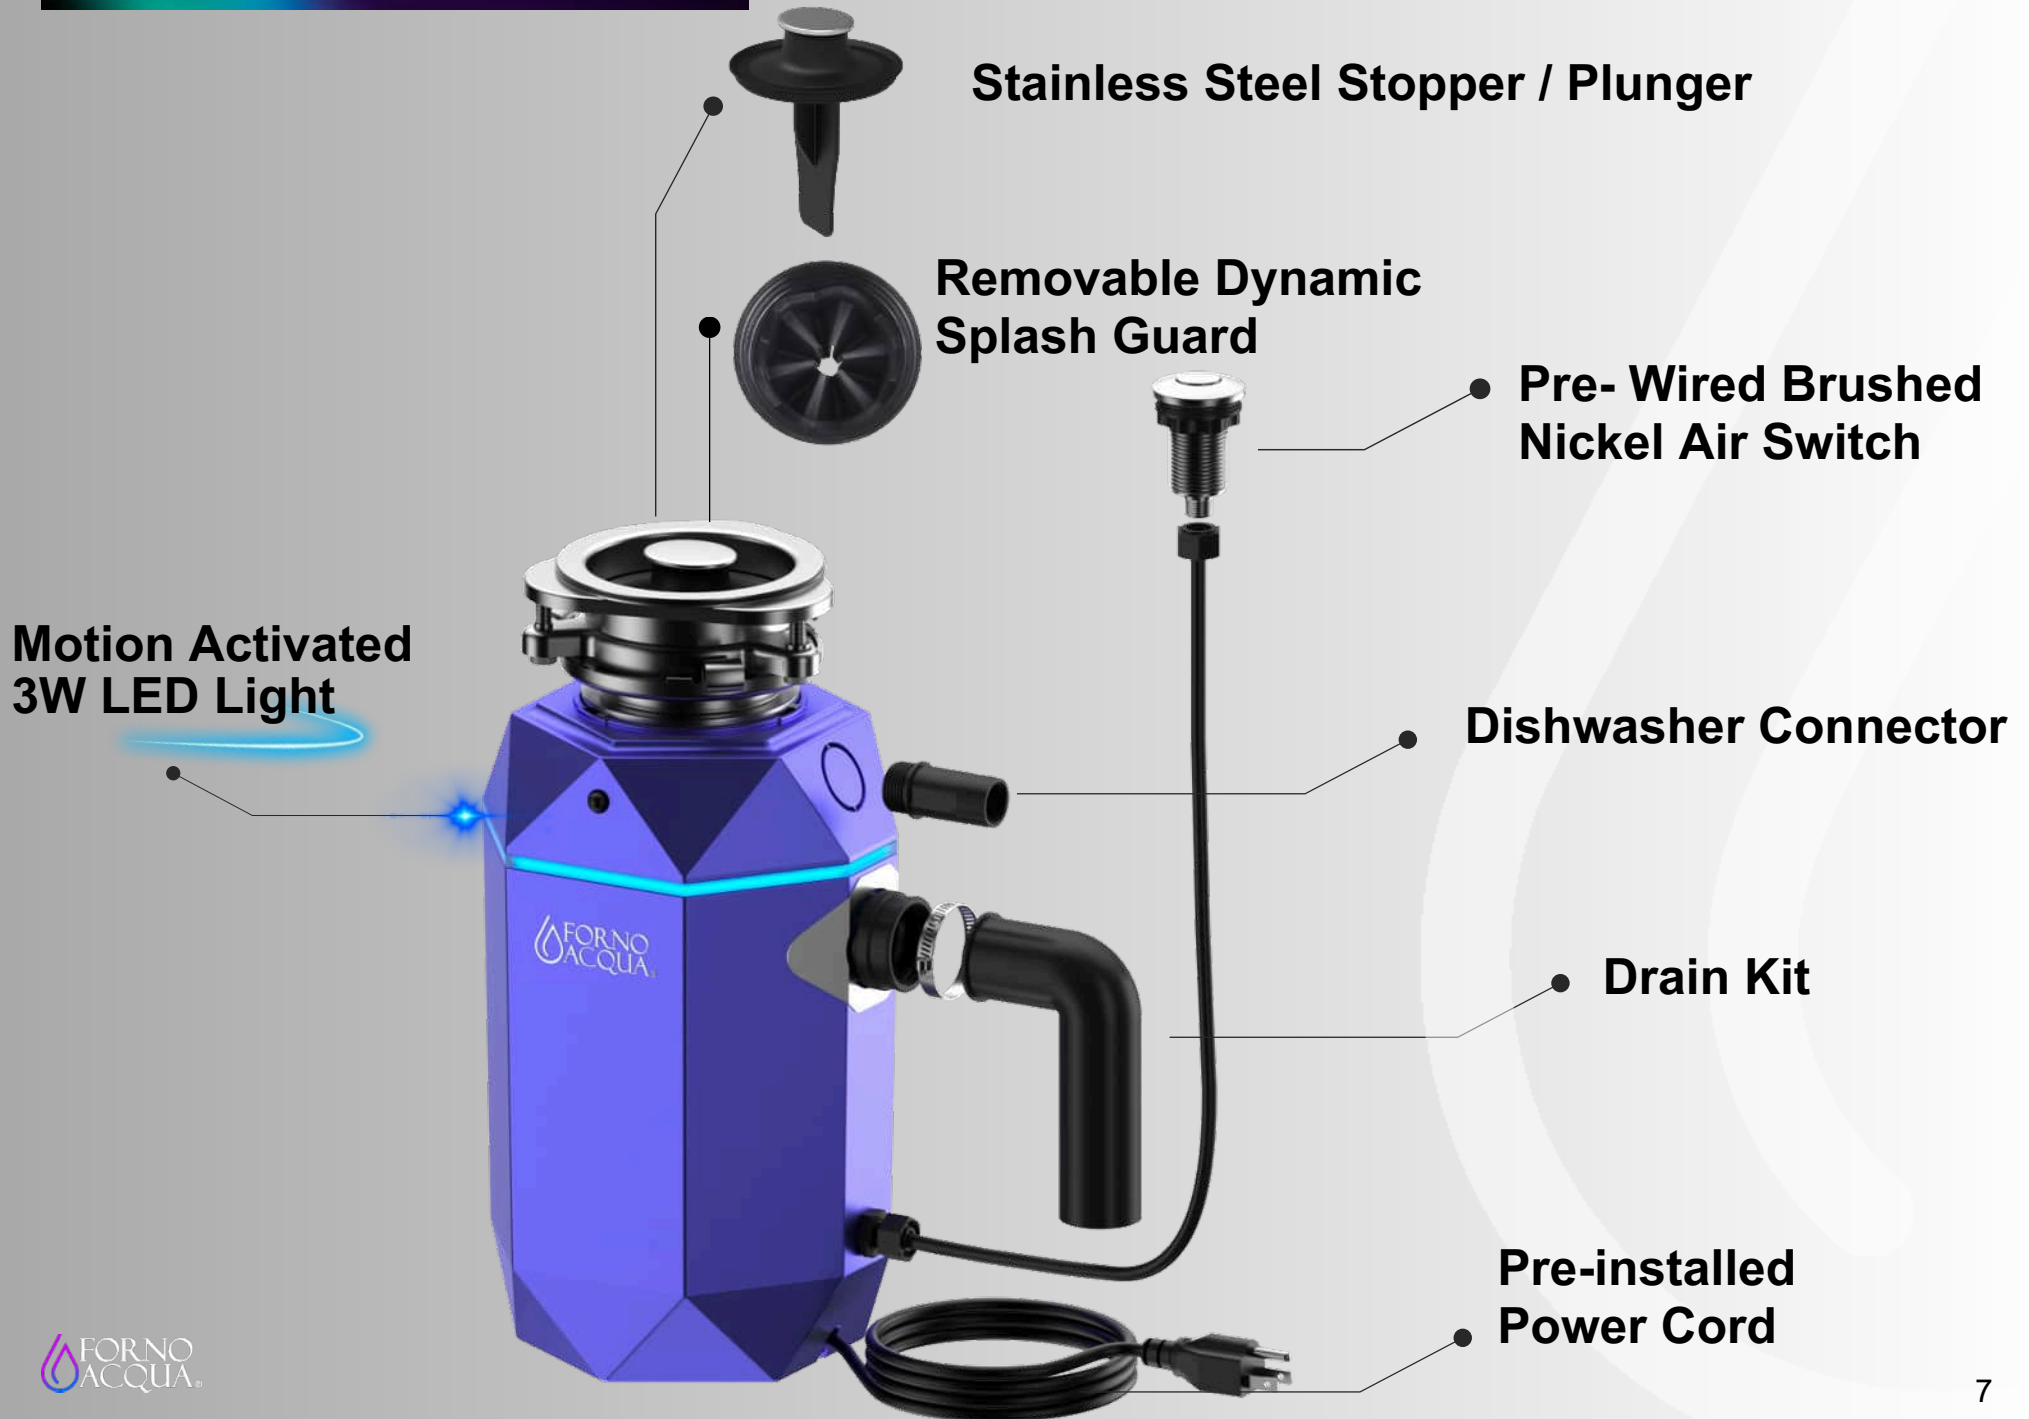 Stainless Steel Stopper / Plunger
Removable Dynamic
Splash Guard
Pre- Wired Brushed
Nickel Air Switch
Motion Activated
3W LED Light
Dishwasher Connector
FORNO
ACQUA
Drain Kit
Pre-installed
Power Cord
FORNO
ACQUA®
7